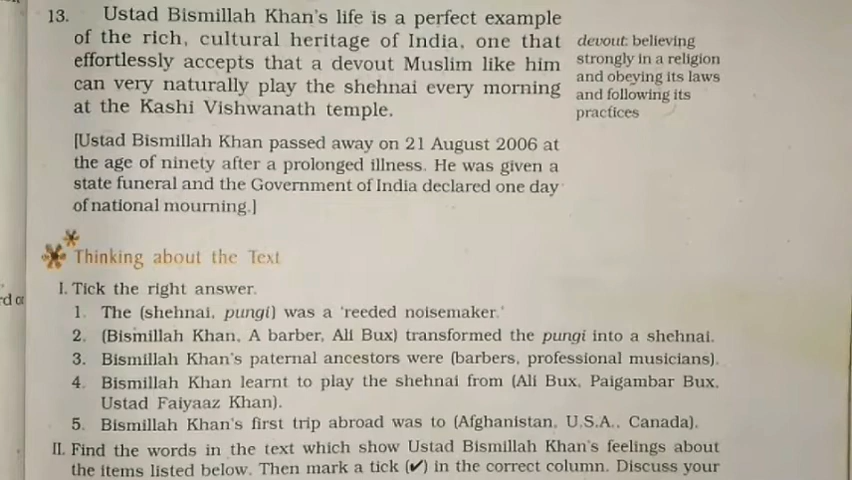 13. Ustad Bismillah Khan's life is a perfect example
of the rich, cultural heritage of India, one that
effortlessly accepts that a devout Muslim like him
can very naturally play the shehnai every morning
at the Kashi Vishwanath temple.
devout: believing
strongly in a religion
and obeying its laws
and following its
practices
[Ustad Bismillah Khan passed away on 21 August 2006 at
the age of ninety after a prolonged illness. He was given a
state funeral and the Government of India declared one day
of national mourning.]
Thinking about the Text
I. Tick the right answer.
1. The (shehnai, pungi) was a 'reeded noisemaker.'
2. (Bismillah Khan, A barber, Ali Bux) transformed the pungi into a shehnai.
3. Bismillah Khan's paternal ancestors were (barbers, professional musicians).
4. Bismillah Khan learnt to play the shehnai from (Ali Bux, Paigambar Bux,
Ustad Faiyaaz Khan).
5. Bismillah Khan's first trip abroad was to (Afghanistan, U.S.A., Canada).
II. Find the words in the text which show Ustad Bismillah Khan's feelings about
the items listed below. Then mark a tick (✔) in the correct column. Discuss your